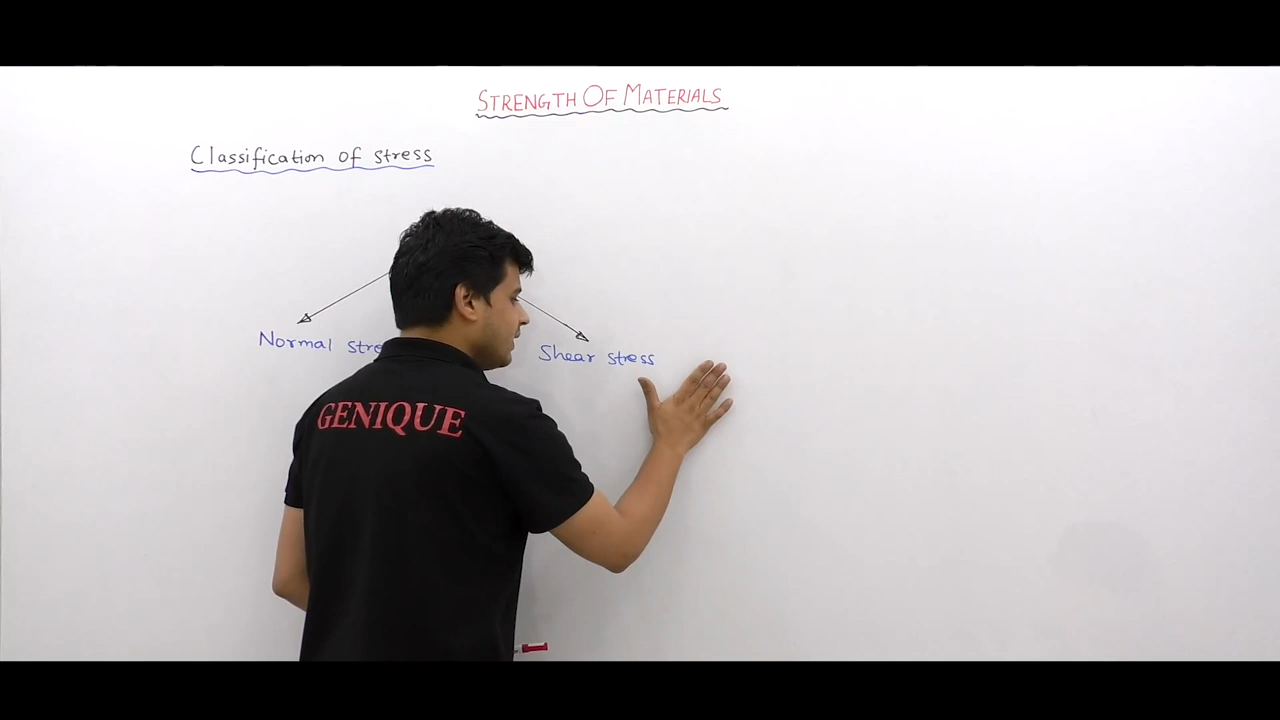 STRENGTH OF MATERIALS
Classification of stress
Normal stre
Shear stress
GENIQUE